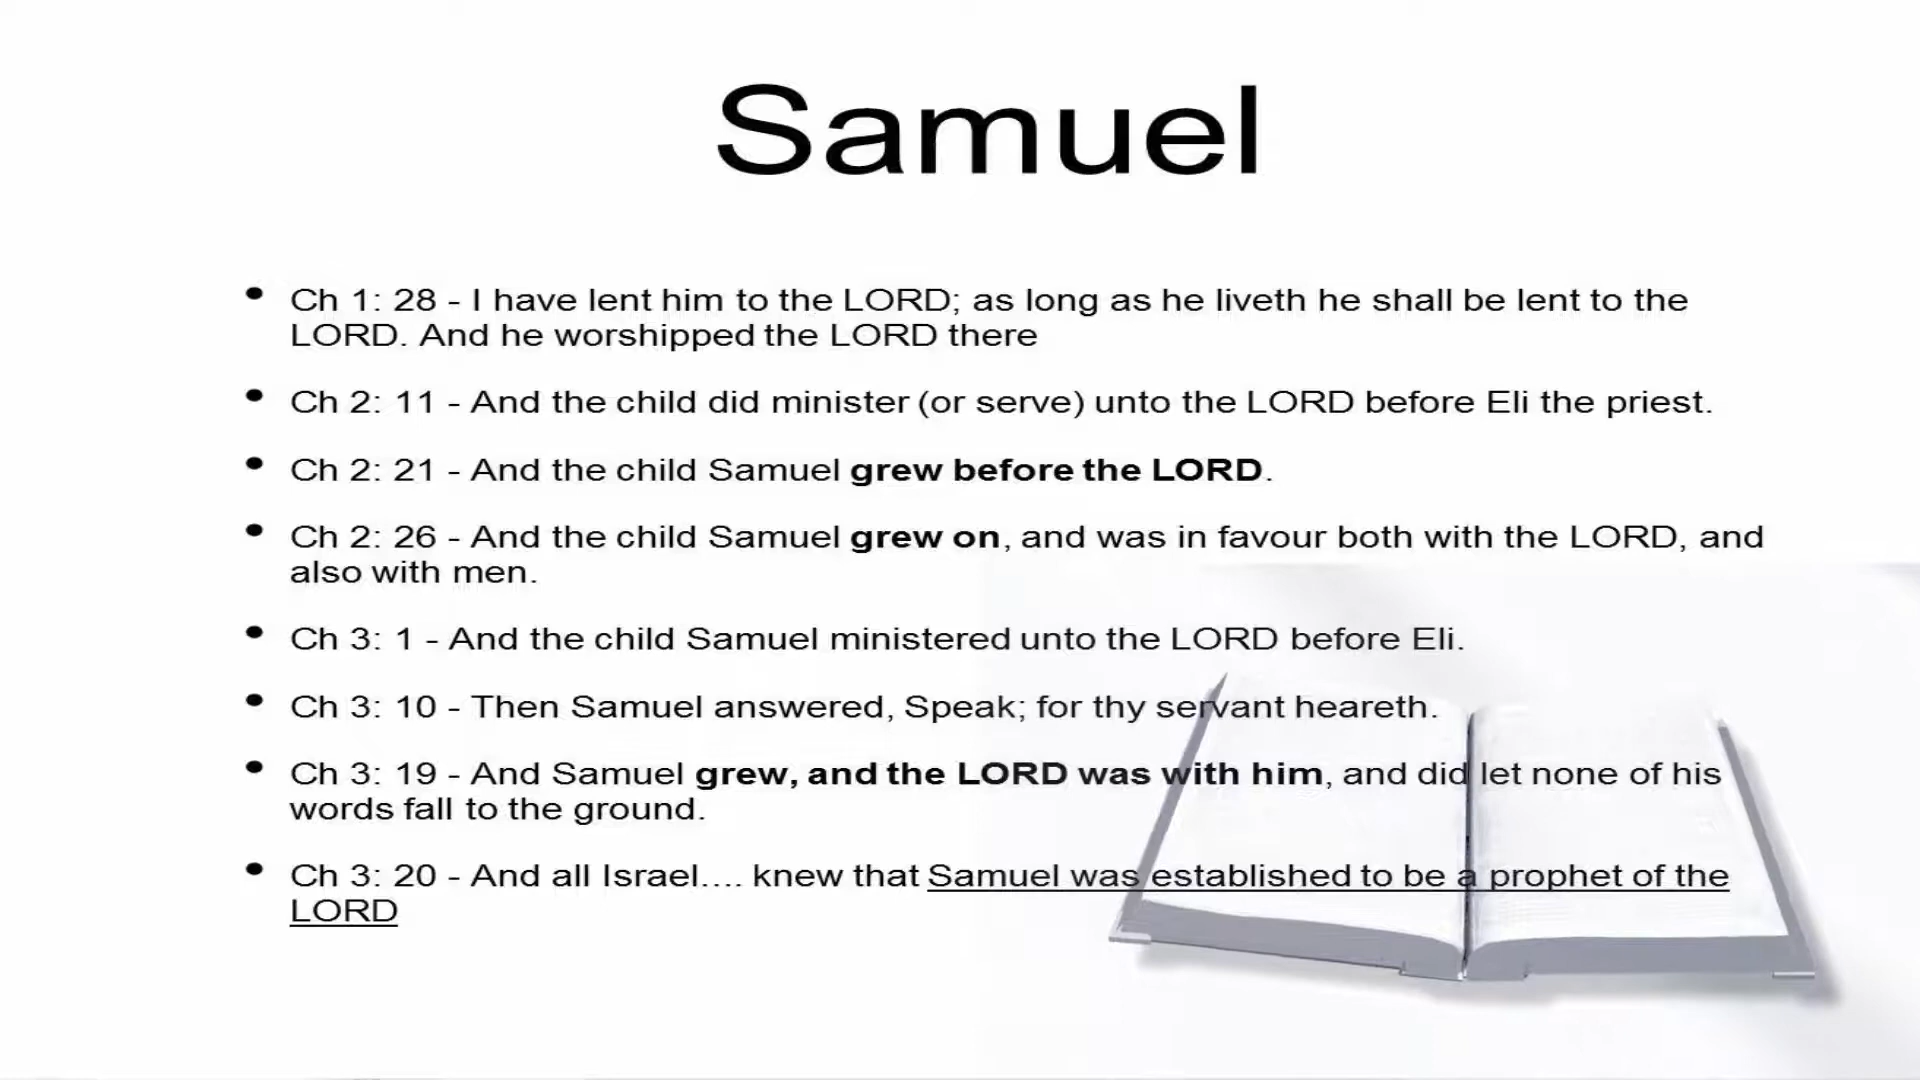 Samuel
• Ch 1: 28 - I have lent him to the LORD; as long as he liveth he shall be lent to the
LORD. And he worshipped the LORD there
• Ch 2: 11 - And the child did minister (or serve) unto the LORD before Eli the priest.
• Ch 2: 21 - And the child Samuel grew before the LORD.
• Ch 2: 26 - And the child Samuel grew on, and was in favour both with the LORD, and
also with men.
• Ch 3: 1 - And the child Samuel ministered unto the LORD before Eli.
• Ch 3: 10 - Then Samuel answered, Speak; for thy servant heareth.
• Ch 3: 19 - And Samuel grew, and the LORD was with him, and did let none of his
words fall to the ground.
• Ch 3: 20 - And all Israel.... knew that Samuel was established to be a prophet of the
LORD